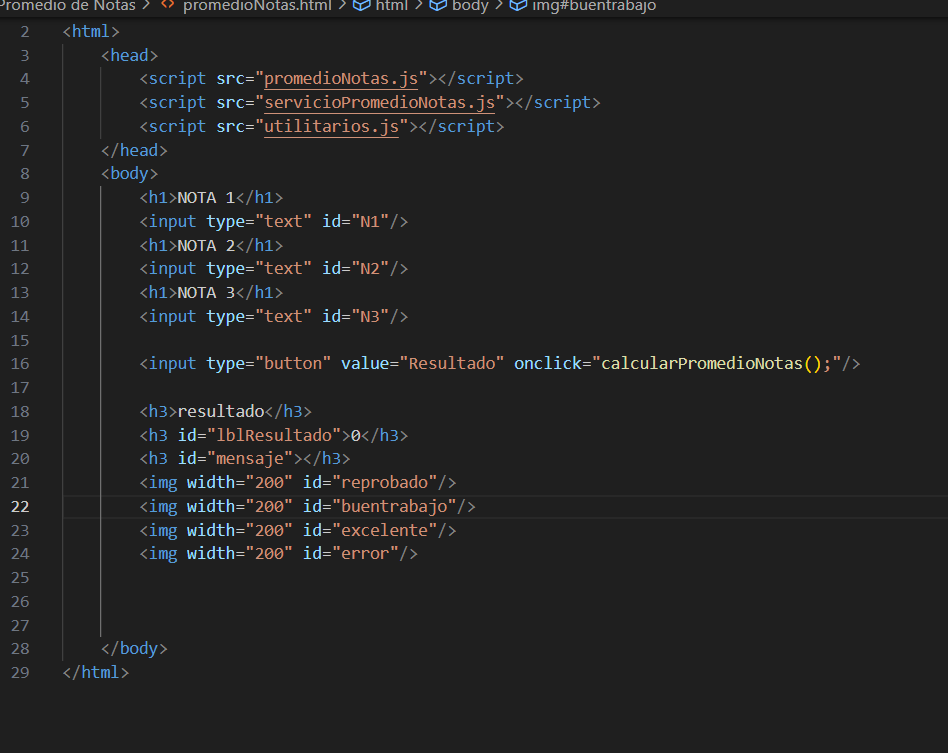 Promedio de Notas > <> promedioNotas.html > html > body > img#buentrabajo
2 <html>
3 <head>
4 <script src="promedioNotas.js"></script>
5 <script src="servicioPromedioNotas.js"></script>
6 <script src="utilitarios.js"></script>
7 </head>
8 <body>
9 <h1>NOTA 1</h1>
10 <input type="text" id="N1"/>
11 <h1>NOTA 2</h1>
12 <input type="text" id="N2"/>
13 <h1>NOTA 3</h1>
14 <input type="text" id="N3"/>
15
16 <input type="button" value="Resultado" onclick="calcularPromedioNotas();"/>
17
18 <h3>resultado</h3>
19 <h3 id="lblResultado">0</h3>
20 <h3 id="mensaje"></h3>
21 <img width="200" id="reprobado"/>
22 <img width="200" id="buentrabajo"/>
23 <img width="200" id="excelente"/>
24 <img width="200" id="error"/>
25
26
27
28 </body>
29 </html>